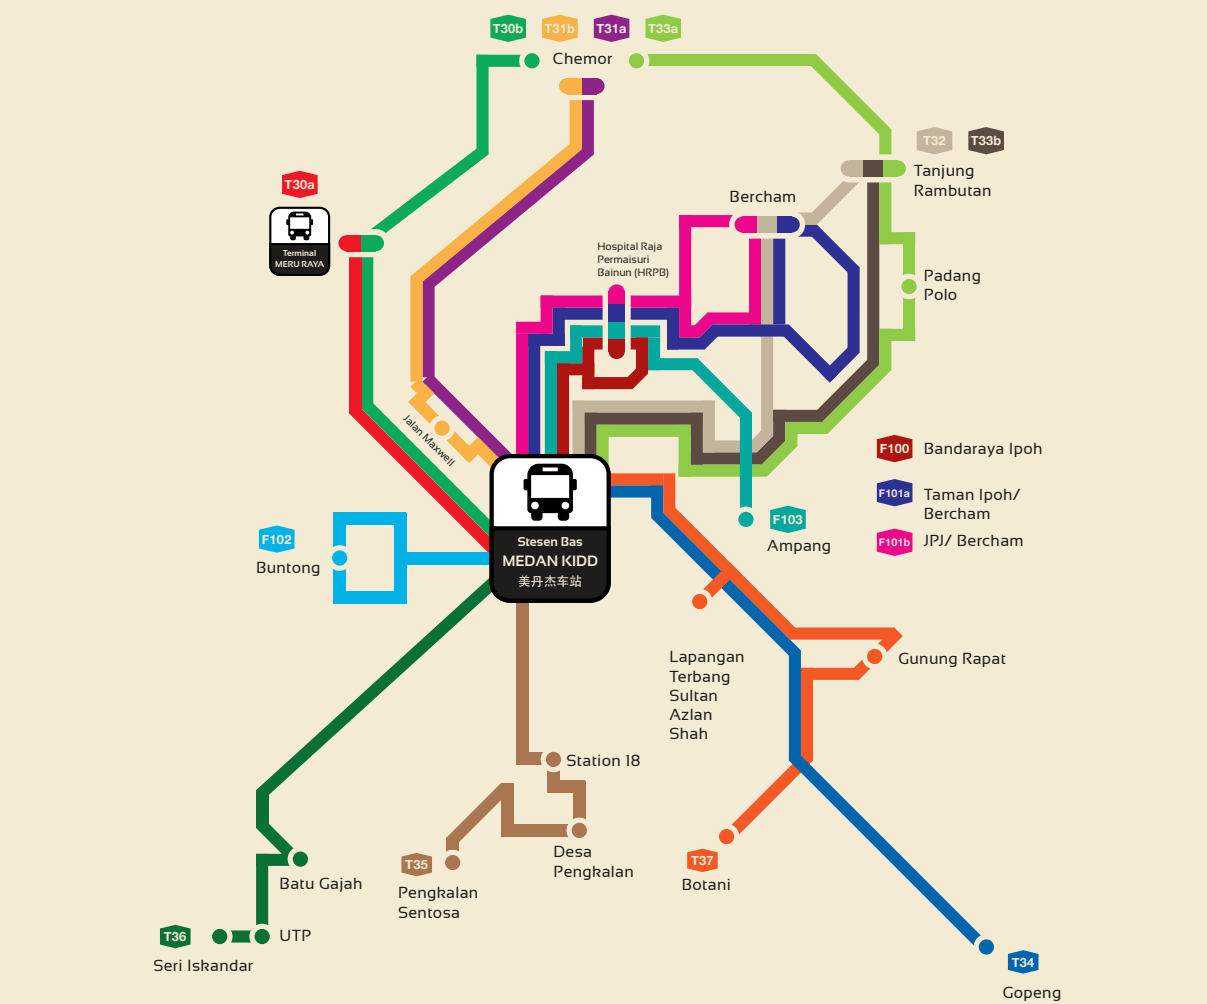 T30b T31b T31a T33a
Chemor
T32 T33b
Tanjung
Rambutan
T30a
Terminal
MERU RAYA
Bercham
Hospital Raja
Permaisuri
Bainun (HRPB)
Padang
Polo
Jalan Maxwell
F100 Bandaraya Ipoh
F101a Taman Ipoh/
Bercham
F101b JPJ/ Bercham
F103
Ampang
F102
Buntong
Stesen Bas
MEDAN KIDD
美丹杰车站
Lapangan
Terbang
Sultan
Azlan
Shah
Gunung Rapat
Station 18
Desa
Pengkalan
T35
Pengkalan
Sentosa
T37
Botani
Batu Gajah
T36
UTP
Seri Iskandar
T34
Gopeng